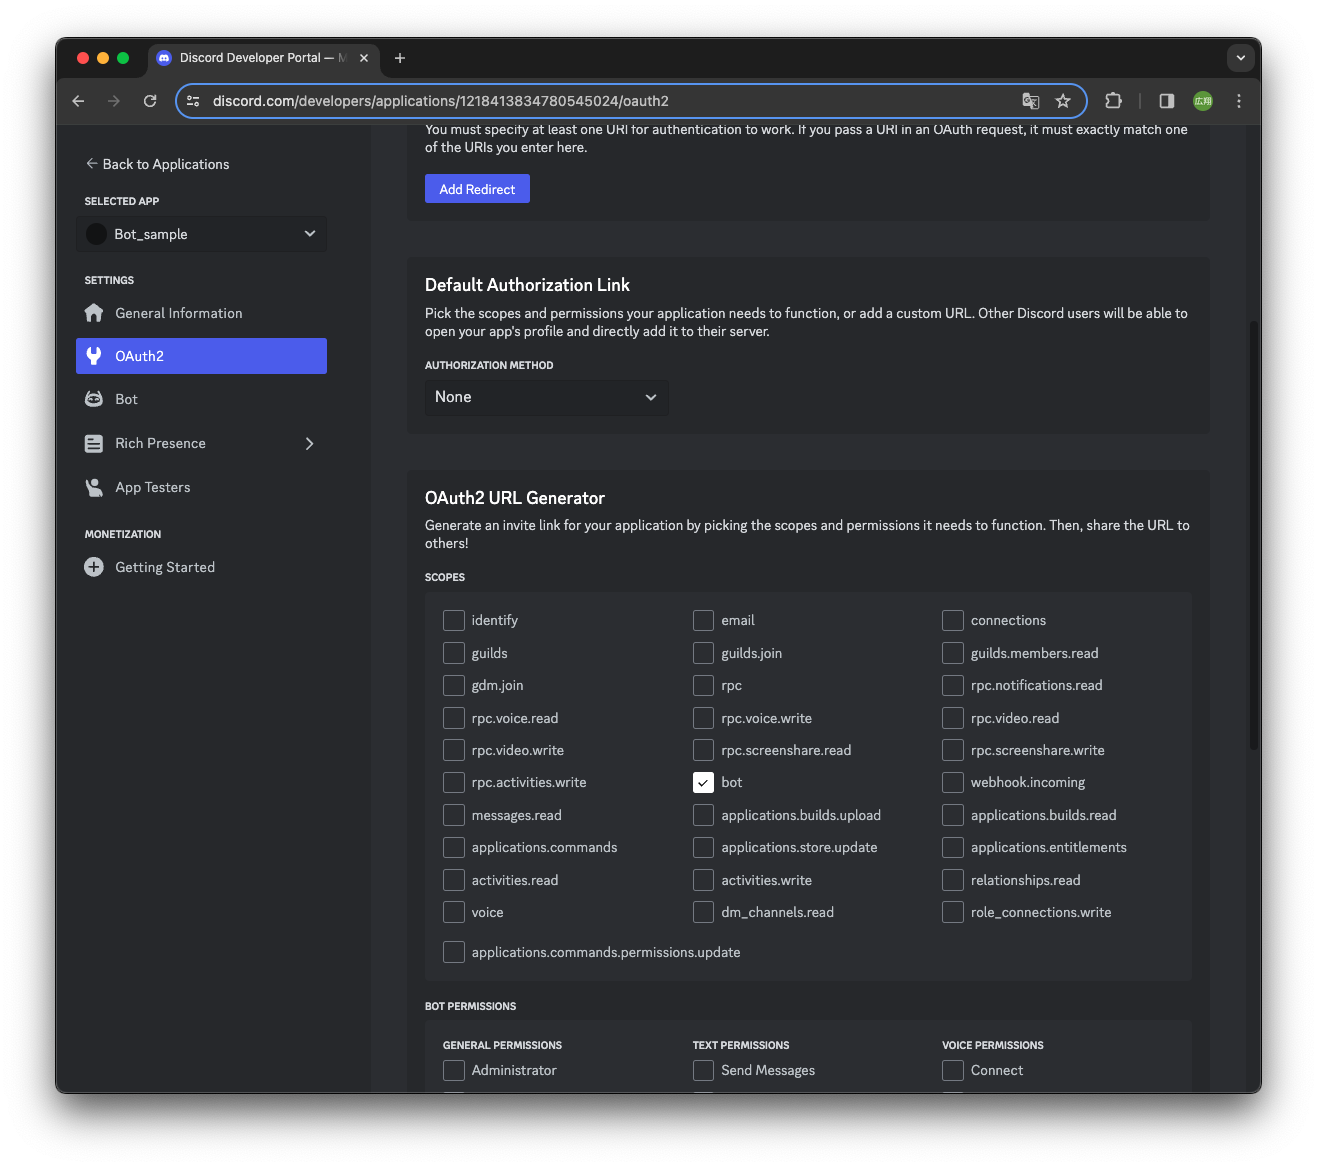 Discord Developer Portal — M
discord.com/developers/applications/1218413834780545024/oauth2
広翔
← Back to Applications
SELECTED APP
Bot_sample
SETTINGS
General Information
OAuth2
Bot
Rich Presence
App Testers
MONETIZATION
Getting Started
You must specify at least one URI for authentication to work. If you pass a URI in an OAuth request, it must exactly match one
of the URIs you enter here.
Add Redirect
Default Authorization Link
Pick the scopes and permissions your application needs to function, or add a custom URL. Other Discord users will be able to
open your app's profile and directly add it to their server.
AUTHORIZATION METHOD
None
OAuth2 URL Generator
Generate an invite link for your application by picking the scopes and permissions it needs to function. Then, share the URL to
others!
SCOPES
identify email connections
guilds guilds.join guilds.members.read
gdm.join rpc rpc.notifications.read
rpc.voice.read rpc.voice.write rpc.video.read
rpc.video.write rpc.screenshare.read rpc.screenshare.write
rpc.activities.write bot webhook.incoming
messages.read applications.builds.upload applications.builds.read
applications.commands applications.store.update applications.entitlements
activities.read activities.write relationships.read
voice dm_channels.read role_connections.write
applications.commands.permissions.update
BOT PERMISSIONS
GENERAL PERMISSIONS TEXT PERMISSIONS VOICE PERMISSIONS
Administrator Send Messages Connect